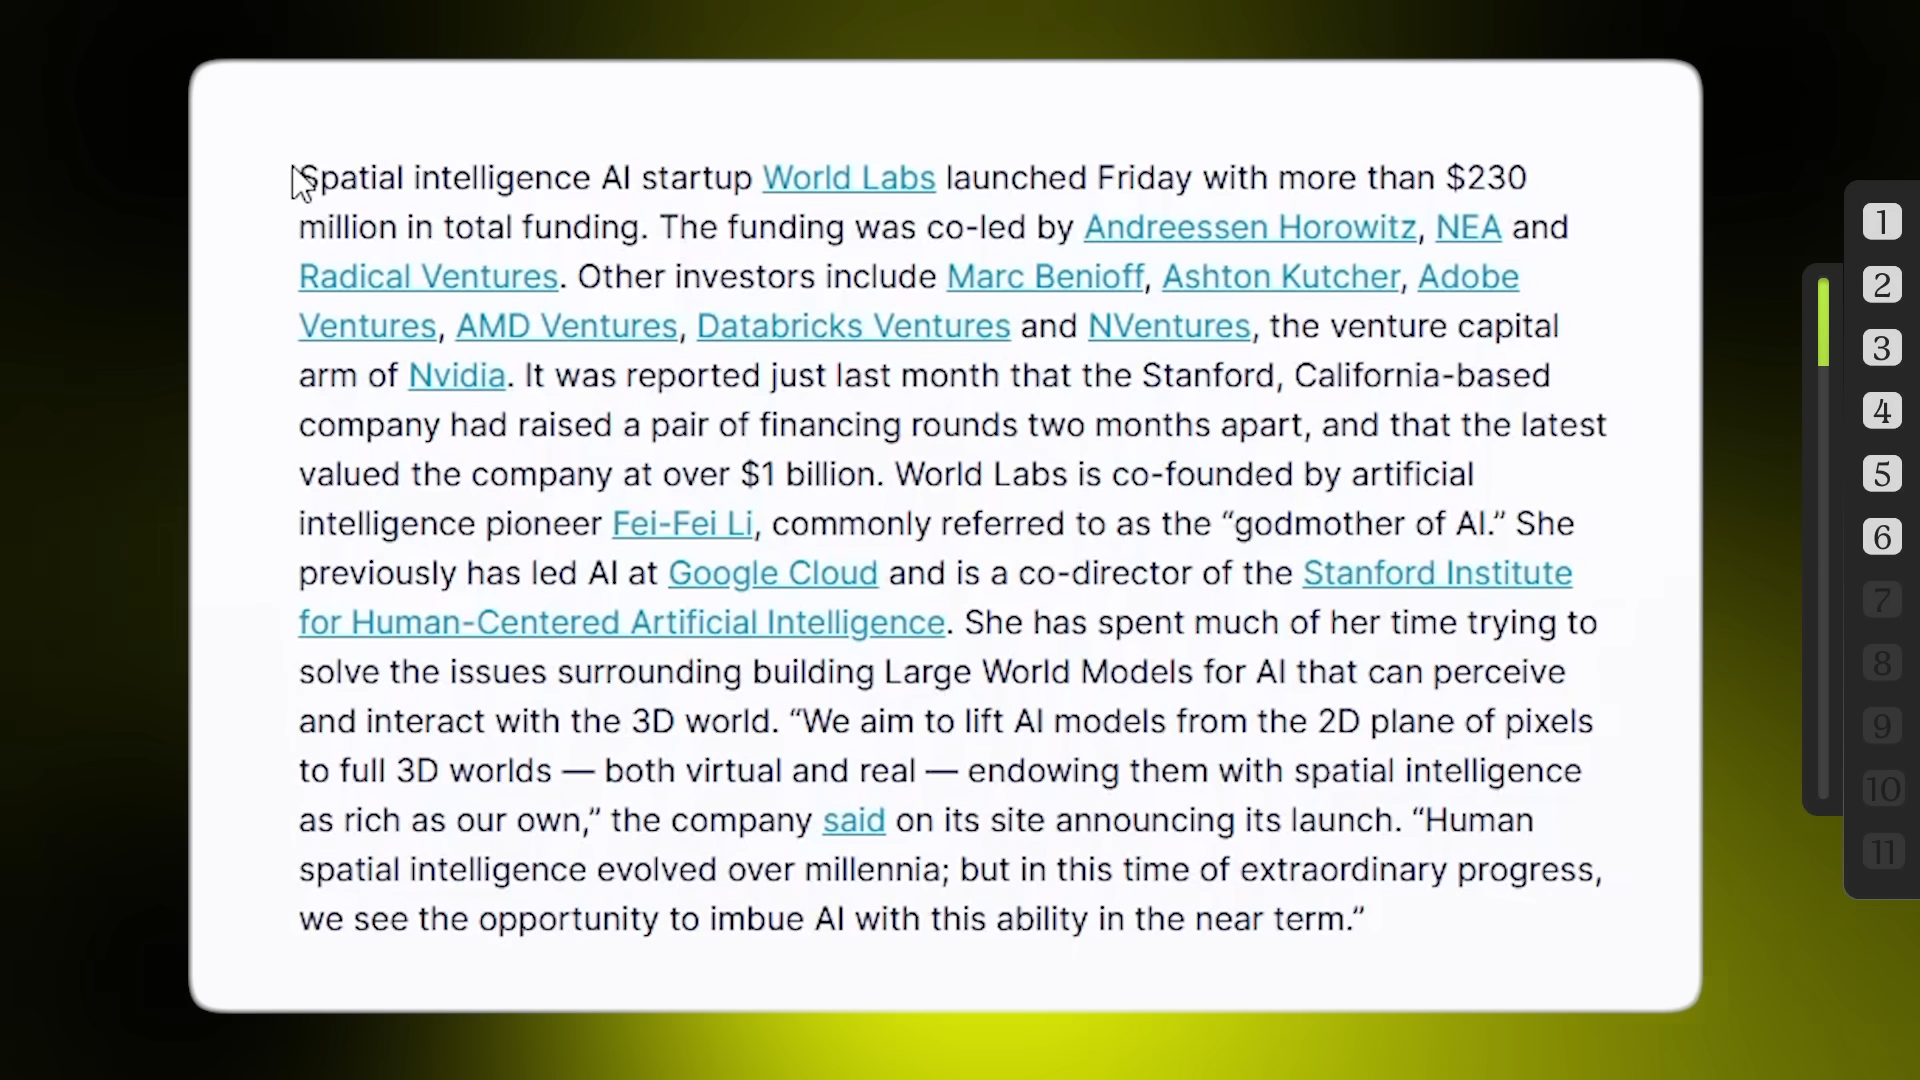 Spatial intelligence AI startup World Labs launched Friday with more than $230
million in total funding. The funding was co-led by Andreessen Horowitz, NEA and
Radical Ventures. Other investors include Marc Benioff, Ashton Kutcher, Adobe
Ventures, AMD Ventures, Databricks Ventures and NVentures, the venture capital
arm of Nvidia. It was reported just last month that the Stanford, California-based
company had raised a pair of financing rounds two months apart, and that the latest
valued the company at over $1 billion. World Labs is co-founded by artificial
intelligence pioneer Fei-Fei Li, commonly referred to as the “godmother of AI.” She
previously has led AI at Google Cloud and is a co-director of the Stanford Institute
for Human-Centered Artificial Intelligence. She has spent much of her time trying to
solve the issues surrounding building Large World Models for AI that can perceive
and interact with the 3D world. “We aim to lift AI models from the 2D plane of pixels
to full 3D worlds — both virtual and real — endowing them with spatial intelligence
as rich as our own,” the company said on its site announcing its launch. “Human
spatial intelligence evolved over millennia; but in this time of extraordinary progress,
we see the opportunity to imbue AI with this ability in the near term.”
1
2
3
4
5
6
7
8
9
10
11